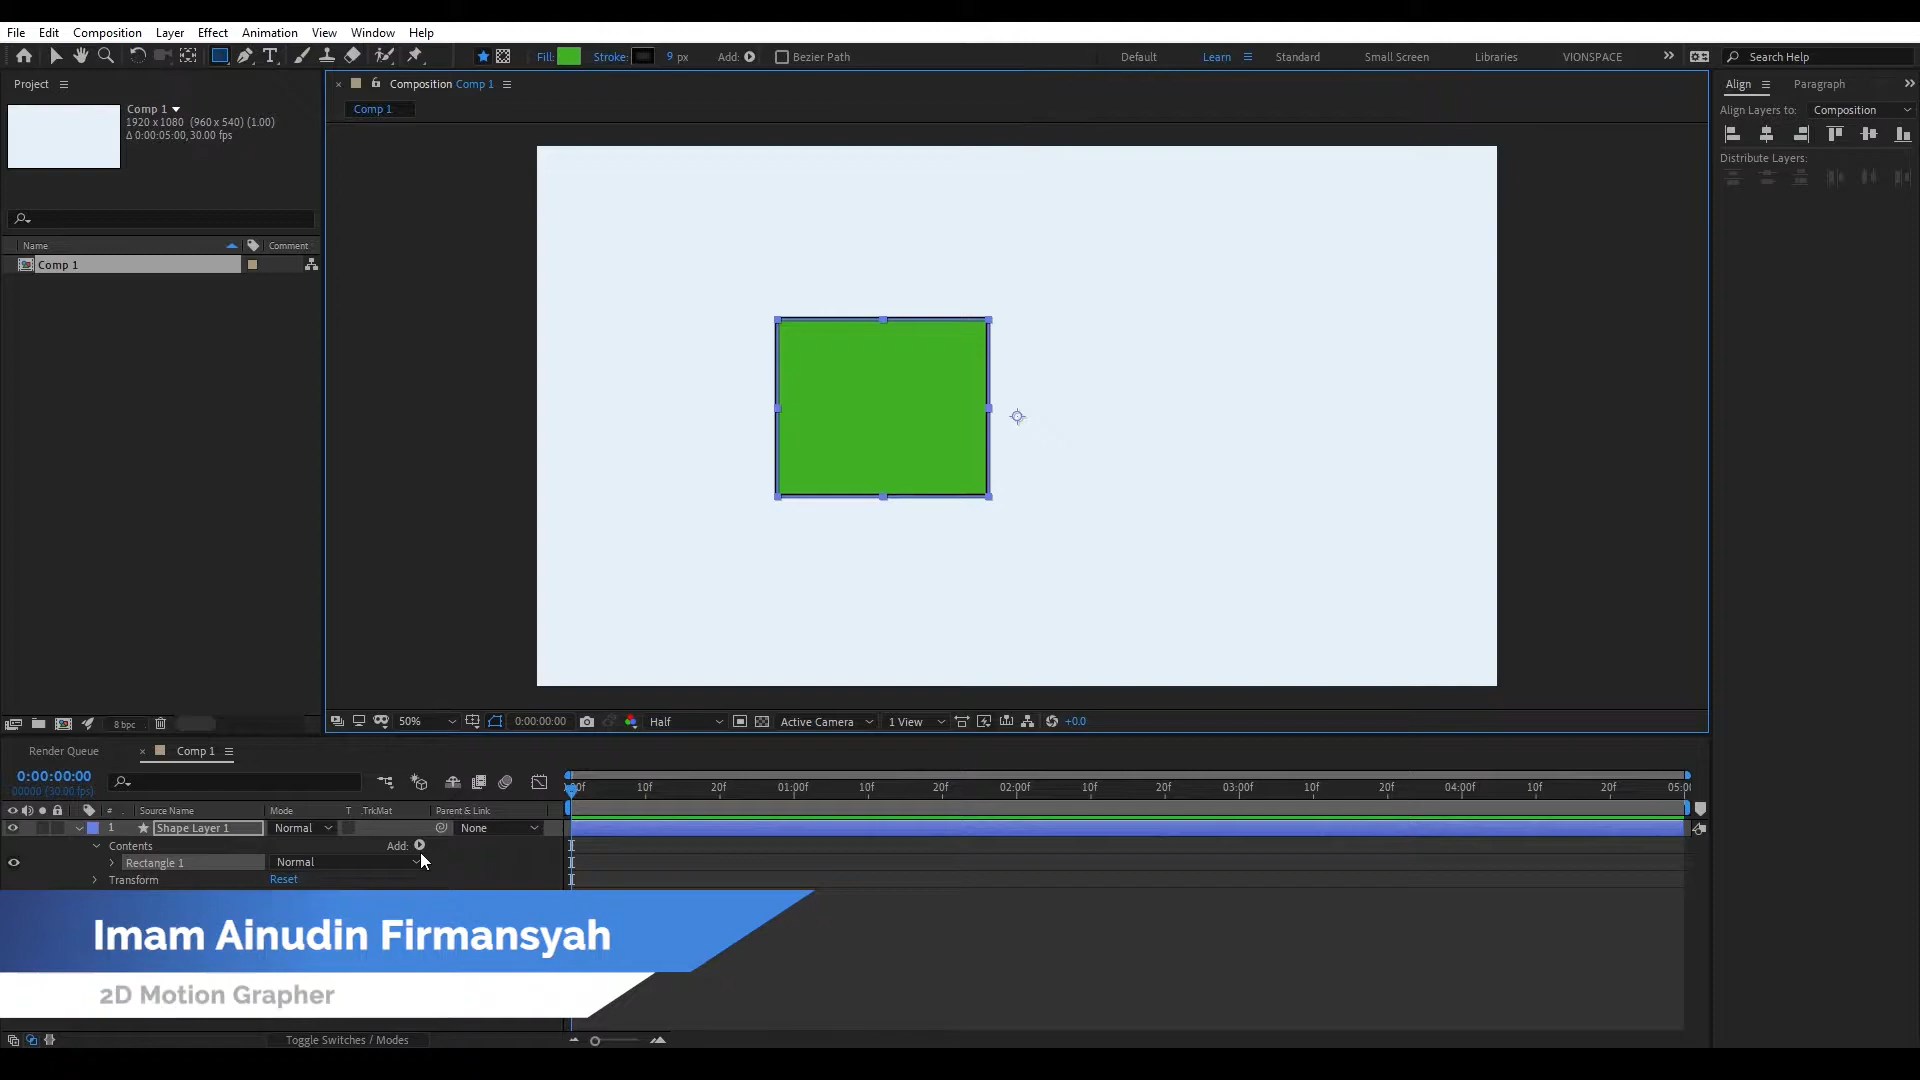 File Edit Composition Layer Effect Animation View Window Help
Fill: Stroke: 9 px Add: Bezier Path Default Learn Standard Small Screen Libraries VIONSPACE Search Help
Project
Composition Comp 1
Align Paragraph
Comp 1
1920 x 1080 (960 x 540) (1.00)
Δ 0:00:05:00, 30.00 fps
Comp 1
Align Layers to: Composition
Distribute Layers:
Name Comment
Comp 1
8 bpc
50% 0:00:00:00 Half Active Camera 1 View +0.0
Render Queue Comp 1
0:00:00:00
00000 (30.00 fps)
10f 20f 01:00f 10f 20f 02:00f 10f 20f 03:00f 10f 20f 04:00f 10f 20f 05:0
# Source Name Mode T .TrkMat Parent & Link
1 Shape Layer 1 Normal None
Contents Add:
Rectangle 1 Normal
Transform Reset
Imam Ainudin Firmansyah
2D Motion Grapher
Toggle Switches / Modes